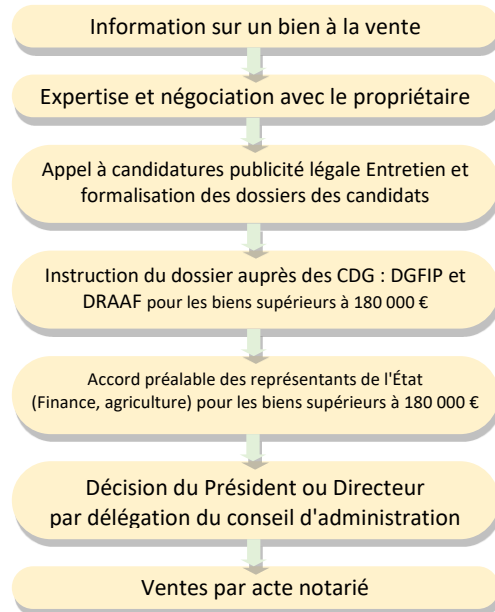 Information sur un bien à la vente
Expertise et négociation avec le propriétaire
Appel à candidatures publicité légale Entretien et
formalisation des dossiers des candidats
Instruction du dossier auprès des CDG : DGFIP et
DRAAF pour les biens supérieurs à 180 000 €
Accord préalable des représentants de l'État
(Finance, agriculture) pour les biens supérieurs à 180 000 €
Décision du Président ou Directeur
par délégation du conseil d'administration
Ventes par acte notarié